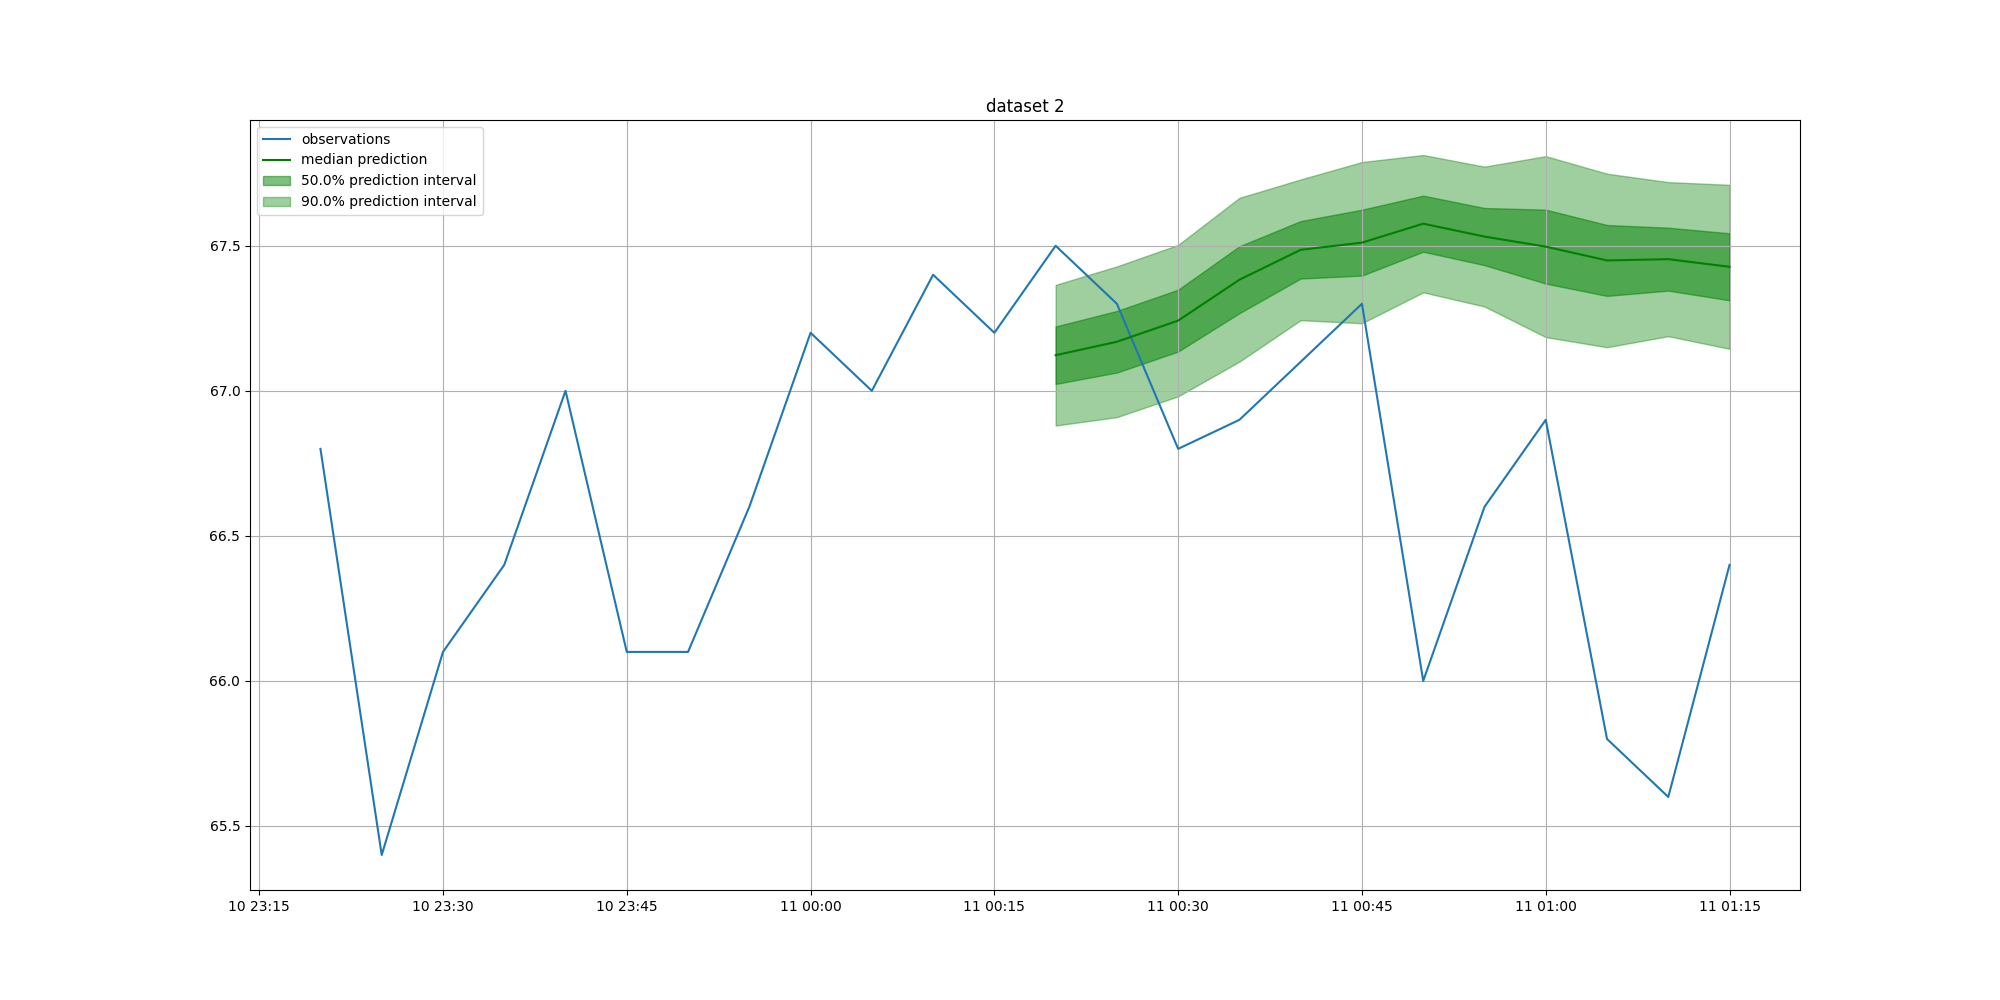 dataset 2
observations
median prediction
50.0% prediction interval
90.0% prediction interval
67.5
67.0
66.5
66.0
65.5
10 23:15
10 23:30
10 23:45
11 00:00
11 00:15
11 00:30
11 00:45
11 01:00
11 01:15